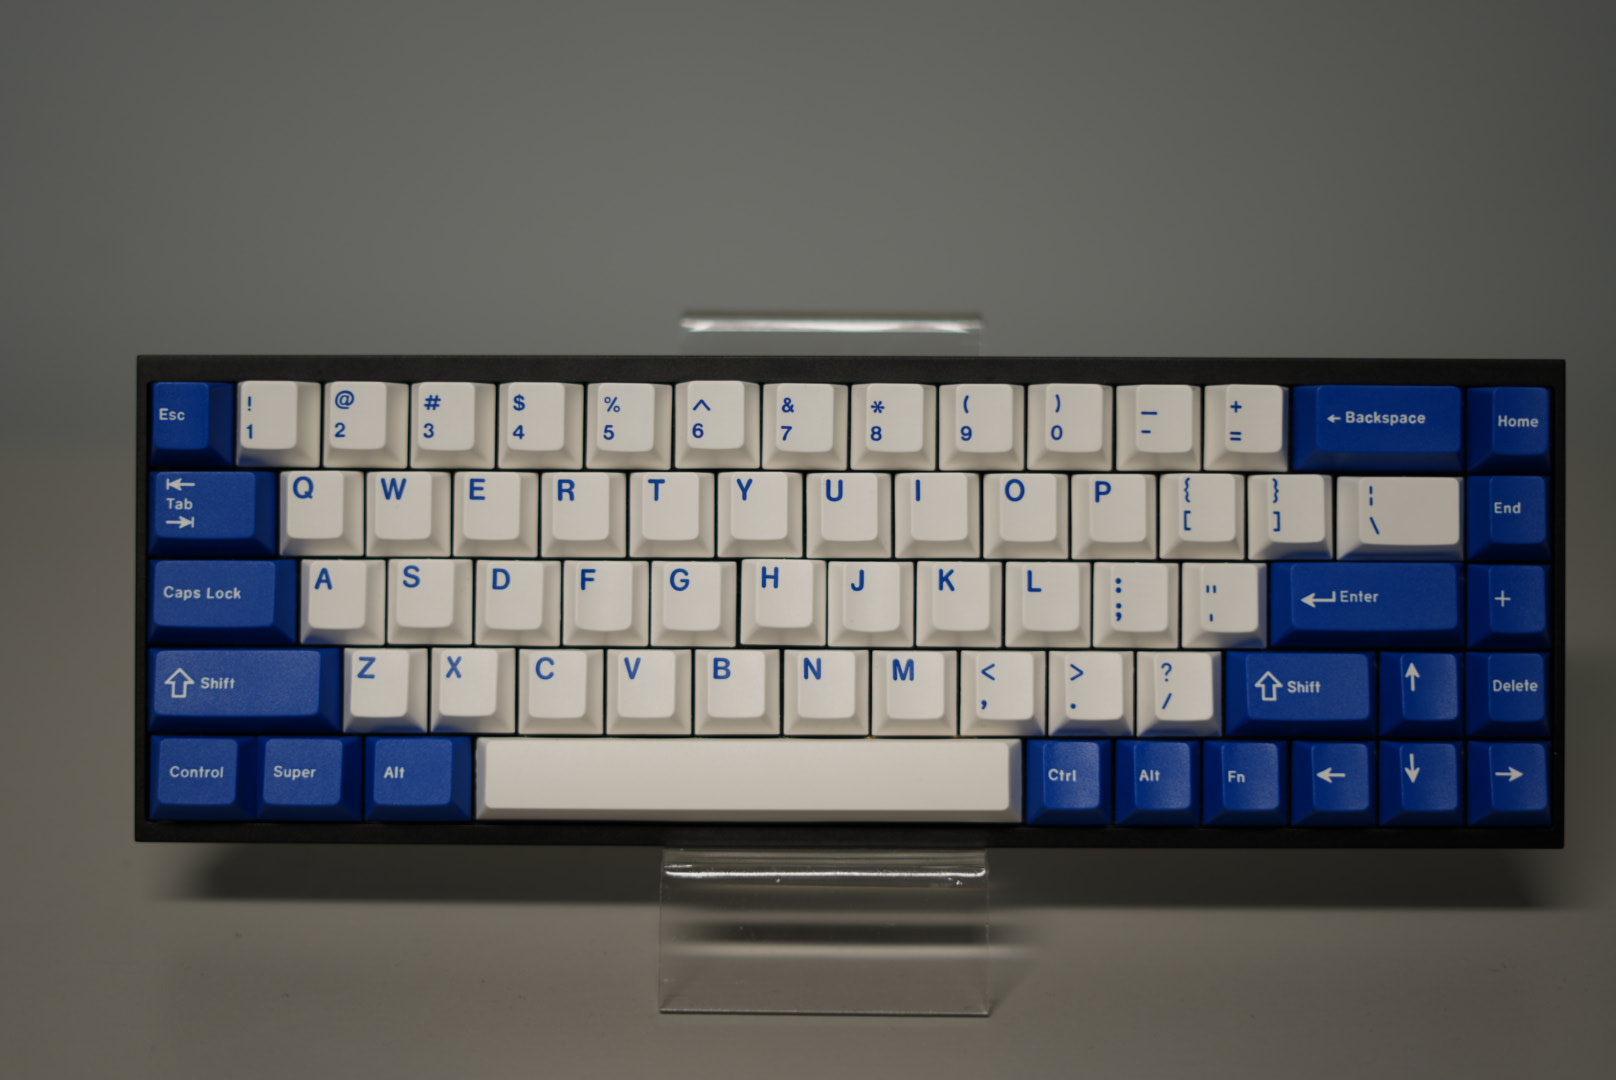 Esc ! @ # $ % ^ & * ( ) _ + ← Backspace Home
1 2 3 4 5 6 7 8 9 0 - =
⇤ Tab ⇥ Q W E R T Y U I O P { } ¦ End
[ ] \
Caps Lock A S D F G H J K L : " ↵ Enter +
; '
⇧ Shift Z X C V B N M < > ? ⇧ Shift ↑ Delete
, . /
Control Super Alt Ctrl Alt Fn ← ↓ →